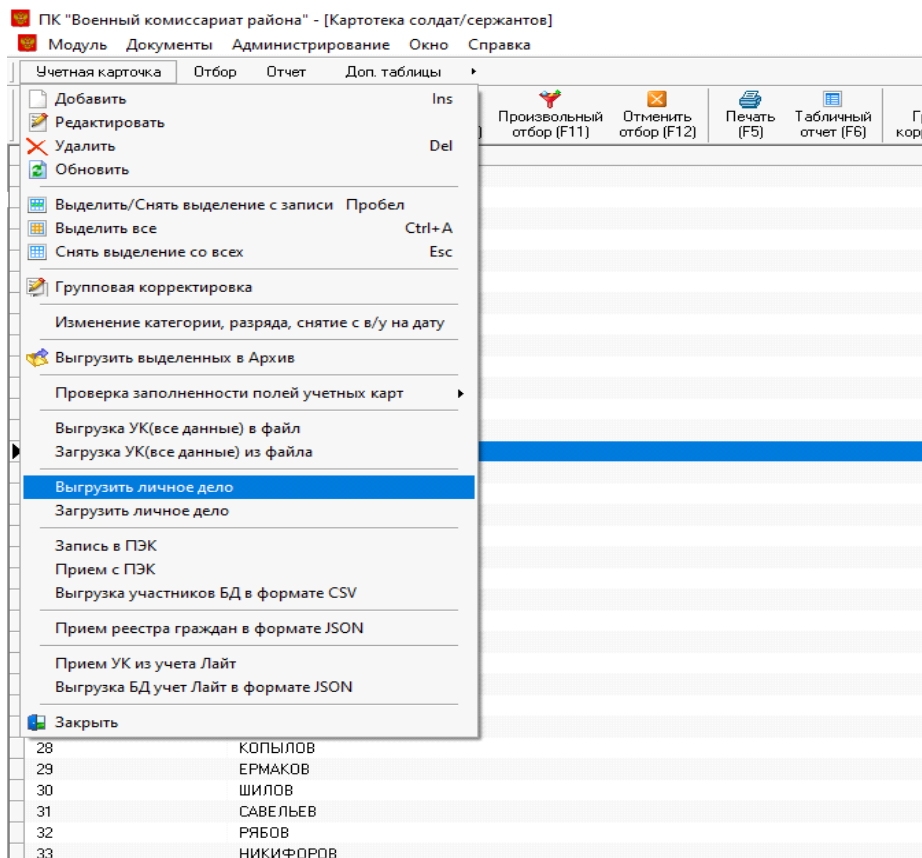 ПК "Военный комиссариат района" - [Картотека солдат/сержантов]
Модуль Документы Администрирование Окно Справка
Учетная карточка Отбор Отчет Доп. таблицы
Произвольный отбор (F11) Отменить отбор (F12) Печать (F5) Табличный отчет (F6)
Добавить Ins
Редактировать
Удалить Del
Обновить
Выделить/Снять выделение с записи Пробел
Выделить все Ctrl+A
Снять выделение со всех Esc
Групповая корректировка
Изменение категории, разряда, снятие с в/у на дату
Выгрузить выделенных в Архив
Проверка заполненности полей учетных карт
Выгрузка УК(все данные) в файл
Загрузка УК(все данные) из файла
Выгрузить личное дело
Загрузить личное дело
Запись в ПЭК
Прием с ПЭК
Выгрузка участников БД в формате CSV
Прием реестра граждан в формате JSON
Прием УК из учета Лайт
Выгрузка БД учет Лайт в формате JSON
Закрыть
28 КОПЫЛОВ
29 ЕРМАКОВ
30 ШИЛОВ
31 САВЕЛЬЕВ
32 РЯБОВ
33 НИКИФОРОВ